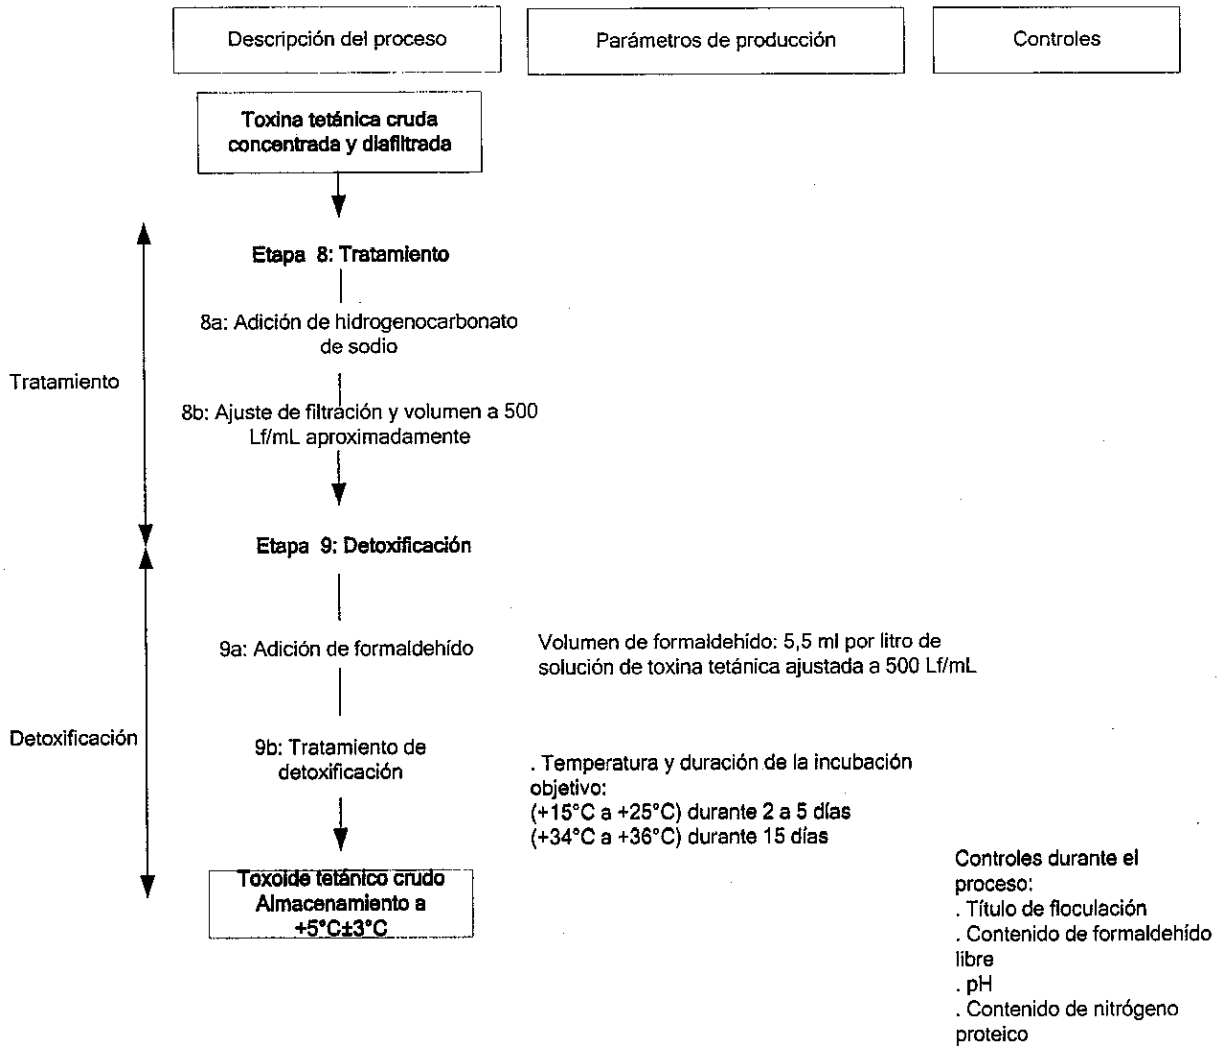 Descripción del proceso
Parámetros de producción
Controles
Toxina tetánica cruda
concentrada y diafiltrada
Etapa 8: Tratamiento
8a: Adición de hidrogenocarbonato
de sodio
Tratamiento
8b: Ajuste de filtración y volumen a 500
Lf/mL aproximadamente
Etapa 9: Detoxificación
9a: Adición de formaldehído
Volumen de formaldehído: 5,5 ml por litro de
solución de toxina tetánica ajustada a 500 Lf/mL
Detoxificación
9b: Tratamiento de
detoxificación
. Temperatura y duración de la incubación
objetivo:
(+15°C a +25°C) durante 2 a 5 días
(+34°C a +36°C) durante 15 días
Toxoide tetánico crudo
Almacenamiento a
+5°C±3°C
Controles durante el
proceso:
. Título de floculación
. Contenido de formaldehído
libre
. pH
. Contenido de nitrógeno
proteico